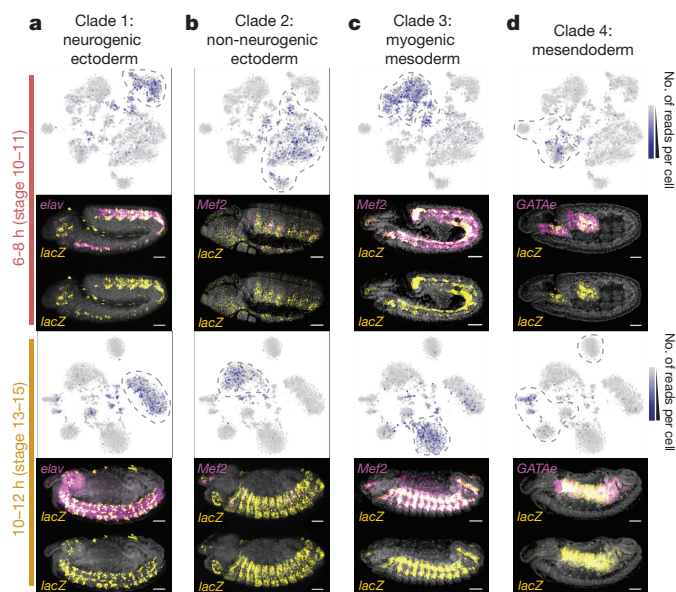 a
Clade 1:
neurogenic
ectoderm
b
Clade 2:
non-neurogenic
ectoderm
c
Clade 3:
myogenic
mesoderm
d
Clade 4:
mesendoderm
No. of reads per cell
6–8 h (stage 10–11)
elav
lacZ
lacZ
Mef2
lacZ
lacZ
Mef2
lacZ
lacZ
GATAe
lacZ
lacZ
No. of reads per cell
10–12 h (stage 13–15)
elav
lacZ
lacZ
Mef2
lacZ
lacZ
Mef2
lacZ
lacZ
GATAe
lacZ
lacZ